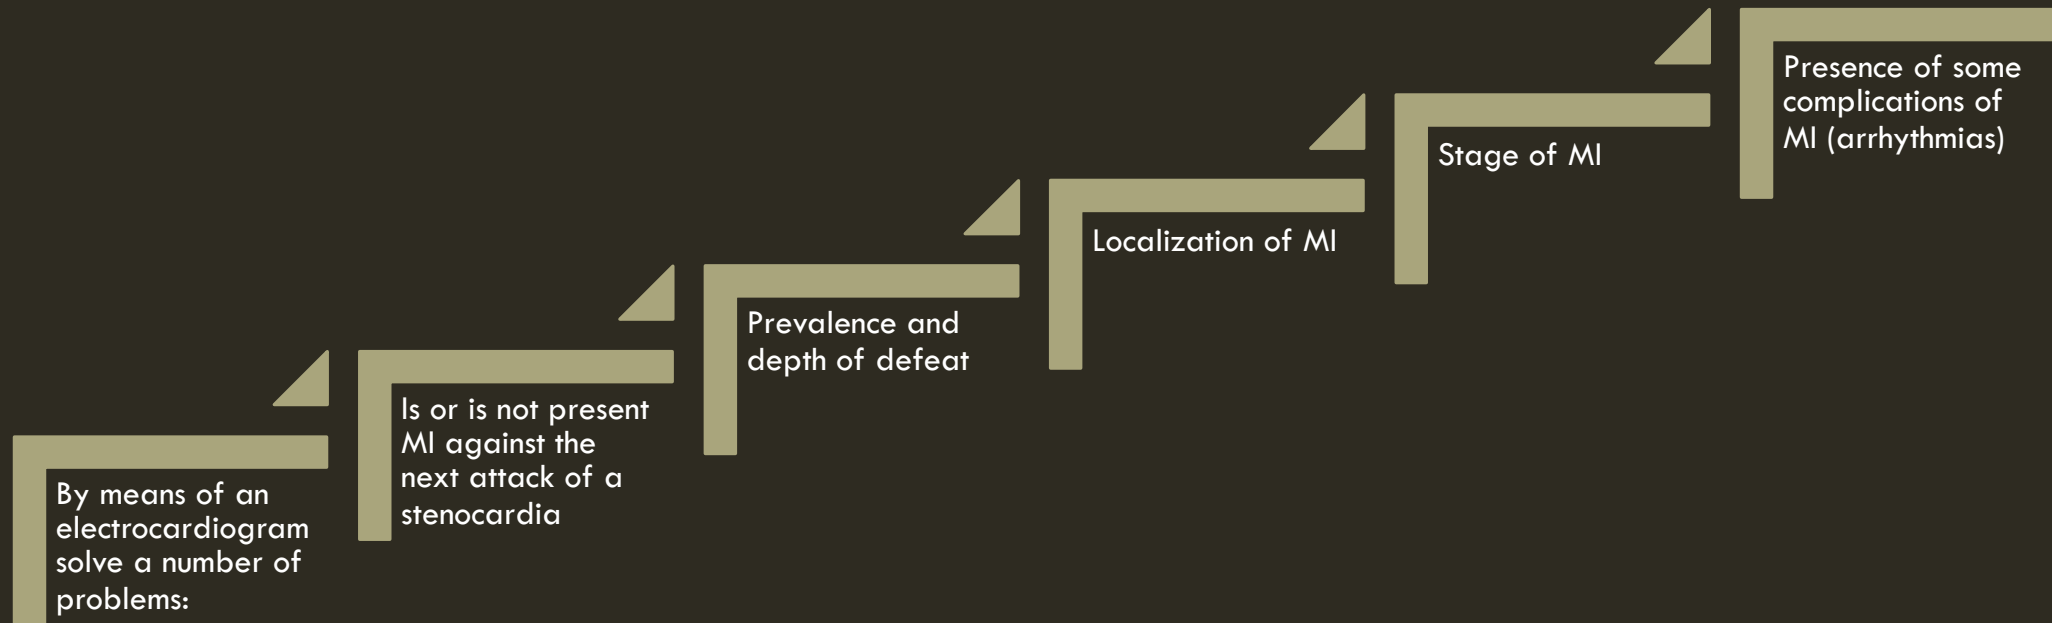 By means of an
electrocardiogram
solve a number of
problems:
Is or is not present
MI against the
next attack of a
stenocardia
Prevalence and
depth of defeat
Localization of MI
Stage of MI
Presence of some
complications of
MI (arrhythmias)